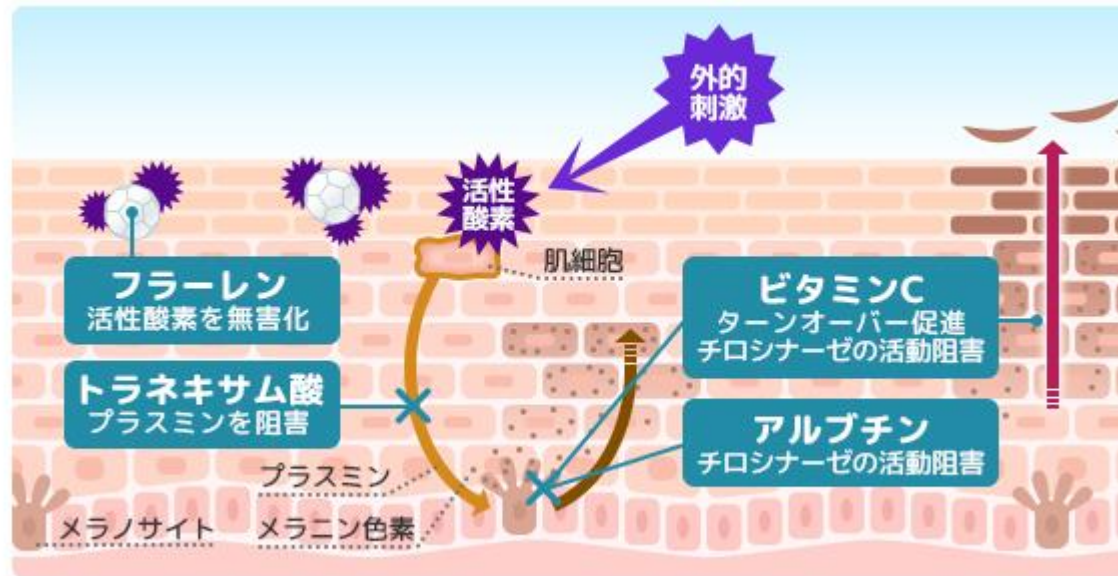 外的
刺激
活性
酸素
肌細胞
フラーレン
活性酸素を無害化
トラネキサム酸
プラスミンを阻害
ビタミンC
ターンオーバー促進
チロシナーゼの活動阻害
アルブチン
チロシナーゼの活動阻害
プラスミン
メラノサイト
メラニン色素